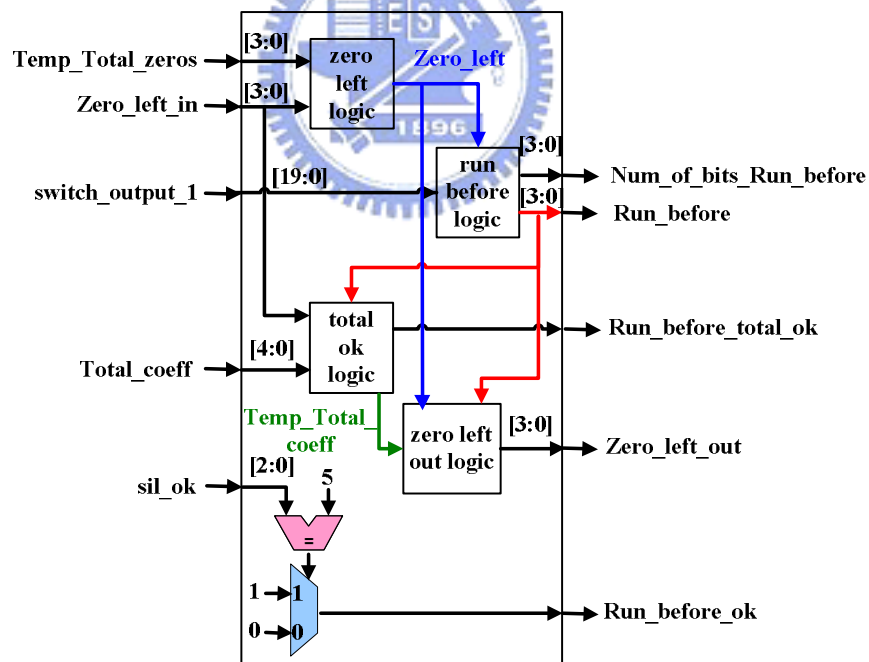 E S
[3:0]
Temp_Total_zeros
zero
left
logic
Zero_left
[3:0]
Zero_left_in
1896
[3:0]
run
before
logic
[19:0]
Num_of_bits_Run_before
switch_output_1
[3:0]
Run_before
total
ok
logic
Run_before_total_ok
[4:0]
Total_coeff
Temp_Total_
coeff
zero left
out logic
[3:0]
Zero_left_out
[2:0]
sil_ok
5
=
1
1
0
0
Run_before_ok